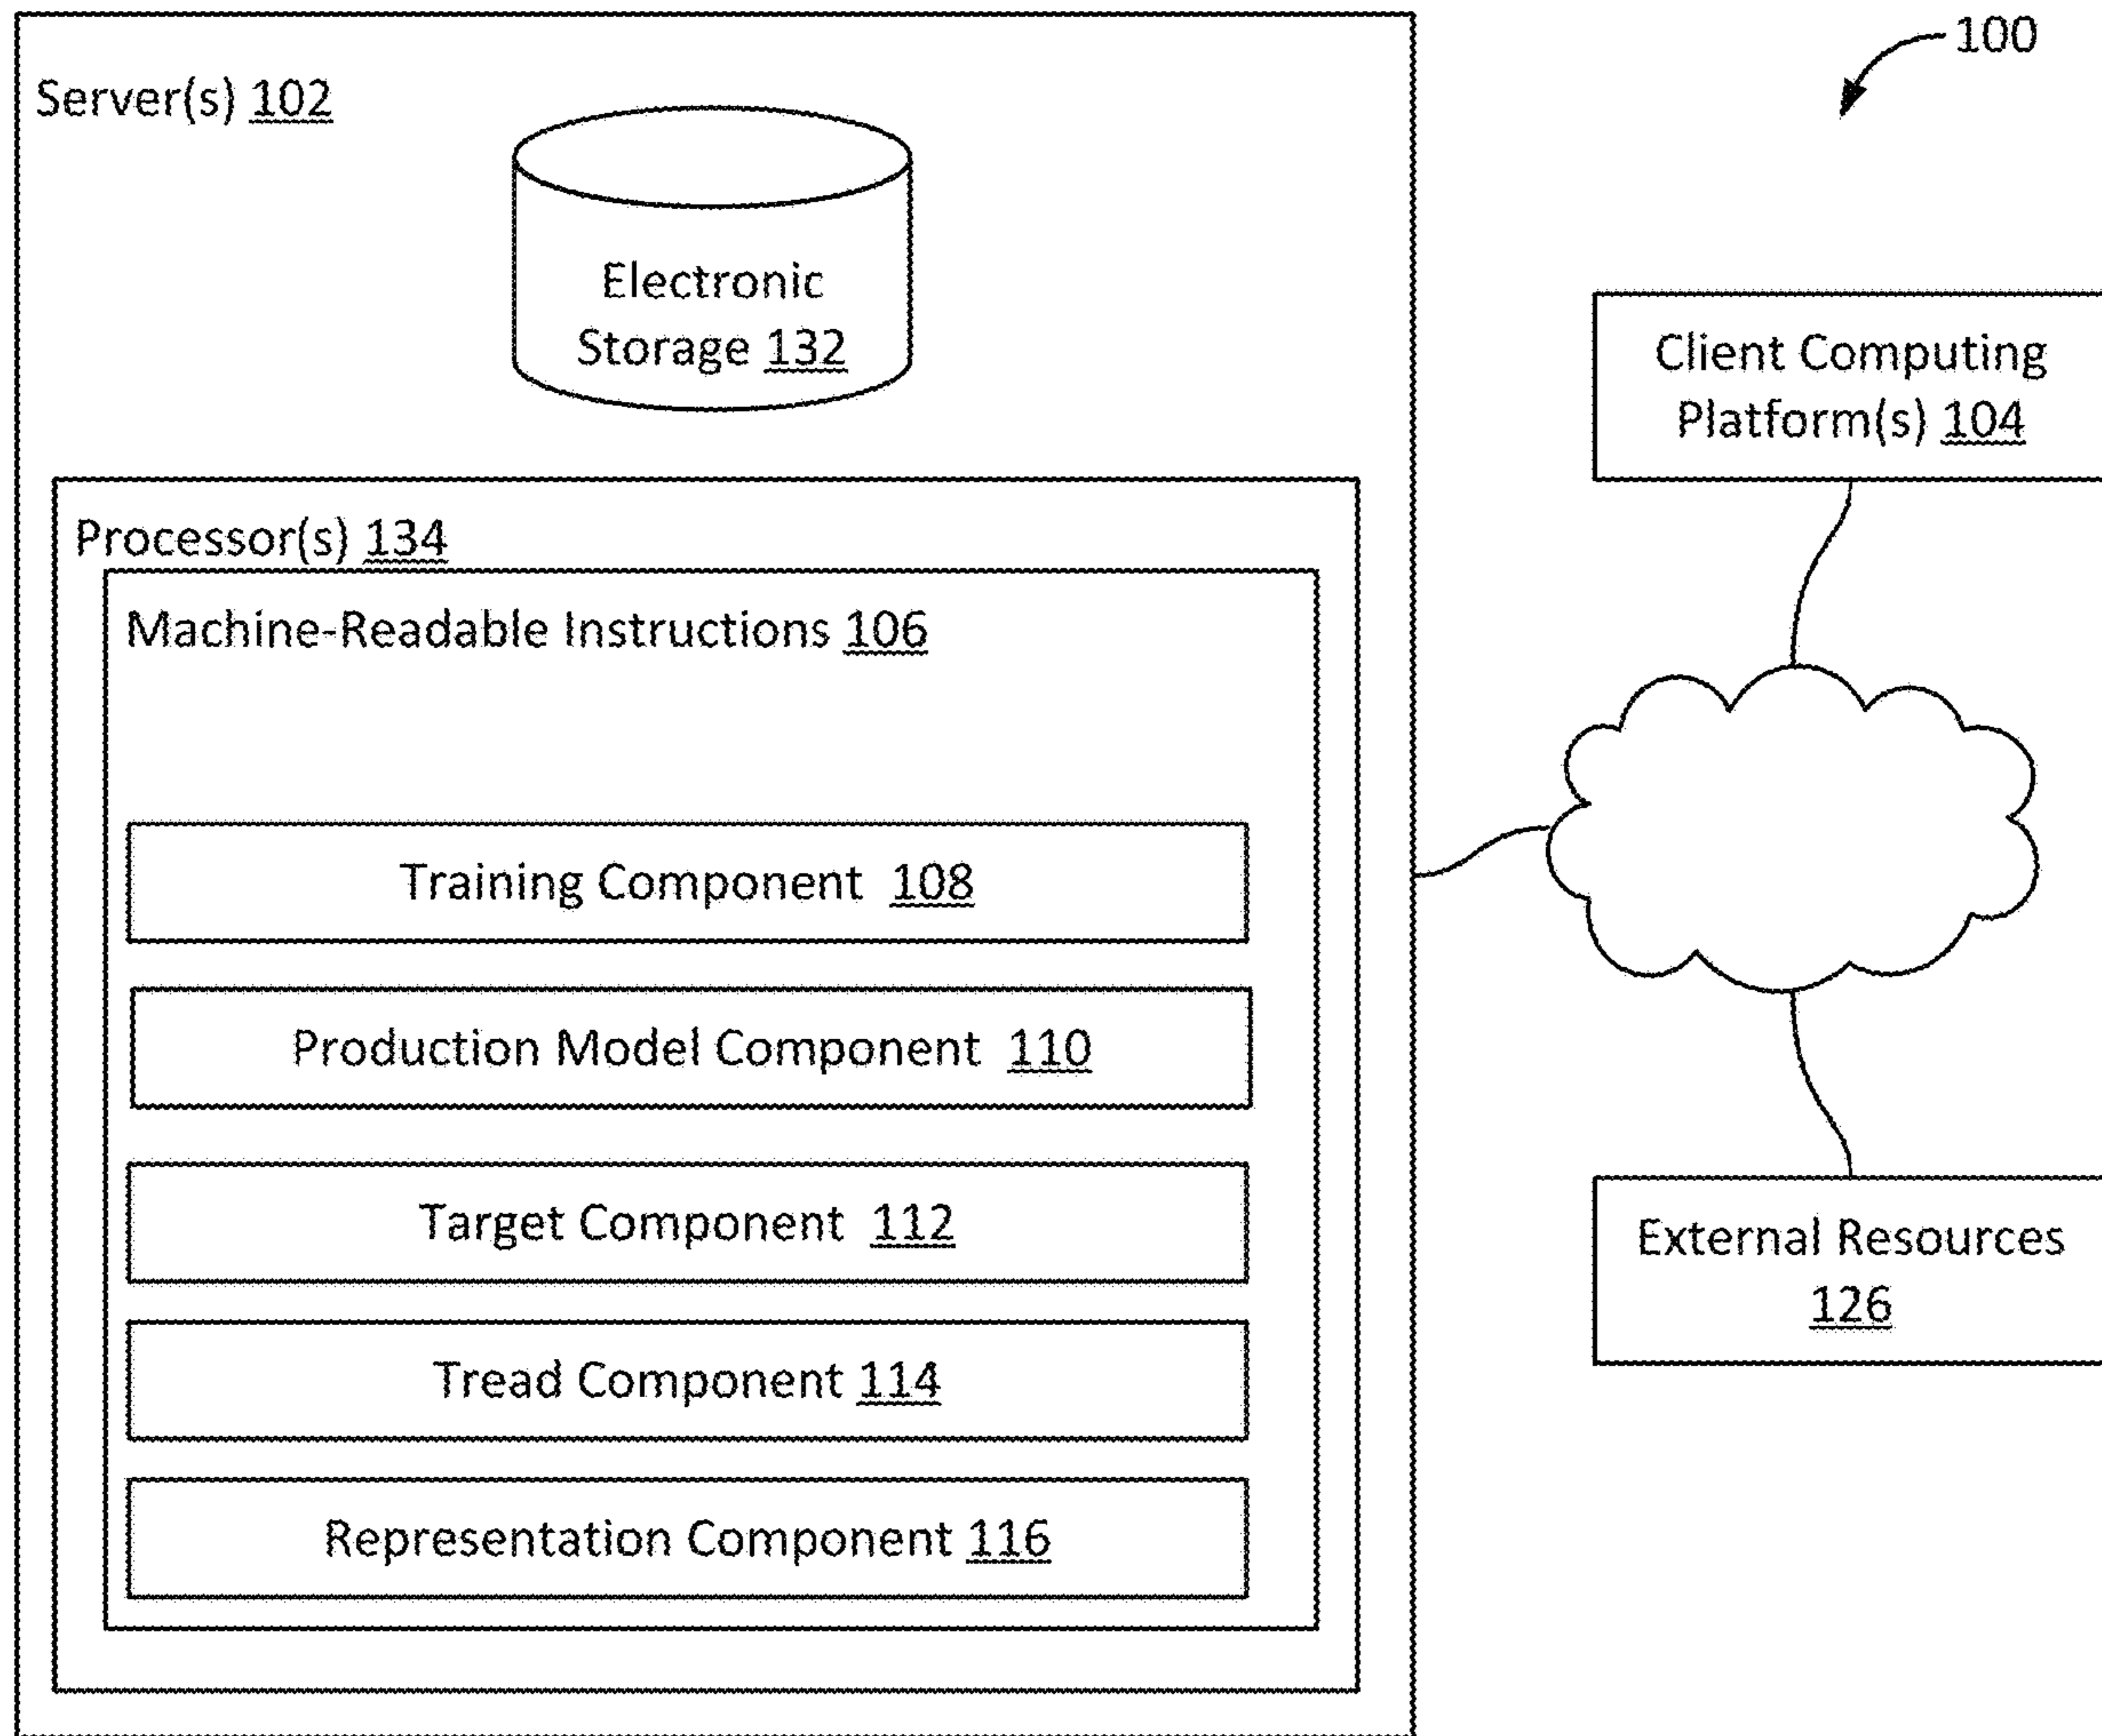 100
Server(s) 102
Electronic
Storage 132
Client Computing
Platform(s) 104
Processor(s) 134
Machine-Readable Instructions 106
Training Component 108
Production Model Component 110
Target Component 112
External Resources
126
Tread Component 114
Representation Component 116